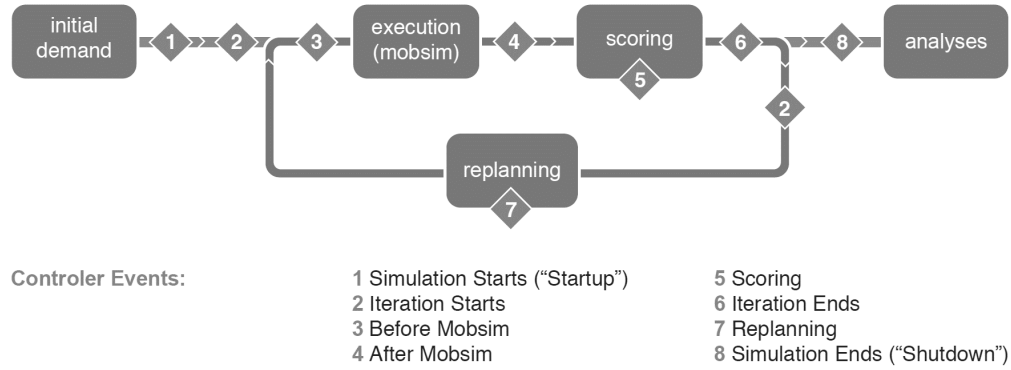 initial
demand
1
2
3
execution
(mobsim)
4
scoring
5
6
8
analyses
2
replanning
7
Controler Events:
1 Simulation Starts (“Startup”)
2 Iteration Starts
3 Before Mobsim
4 After Mobsim
5 Scoring
6 Iteration Ends
7 Replanning
8 Simulation Ends (“Shutdown”)